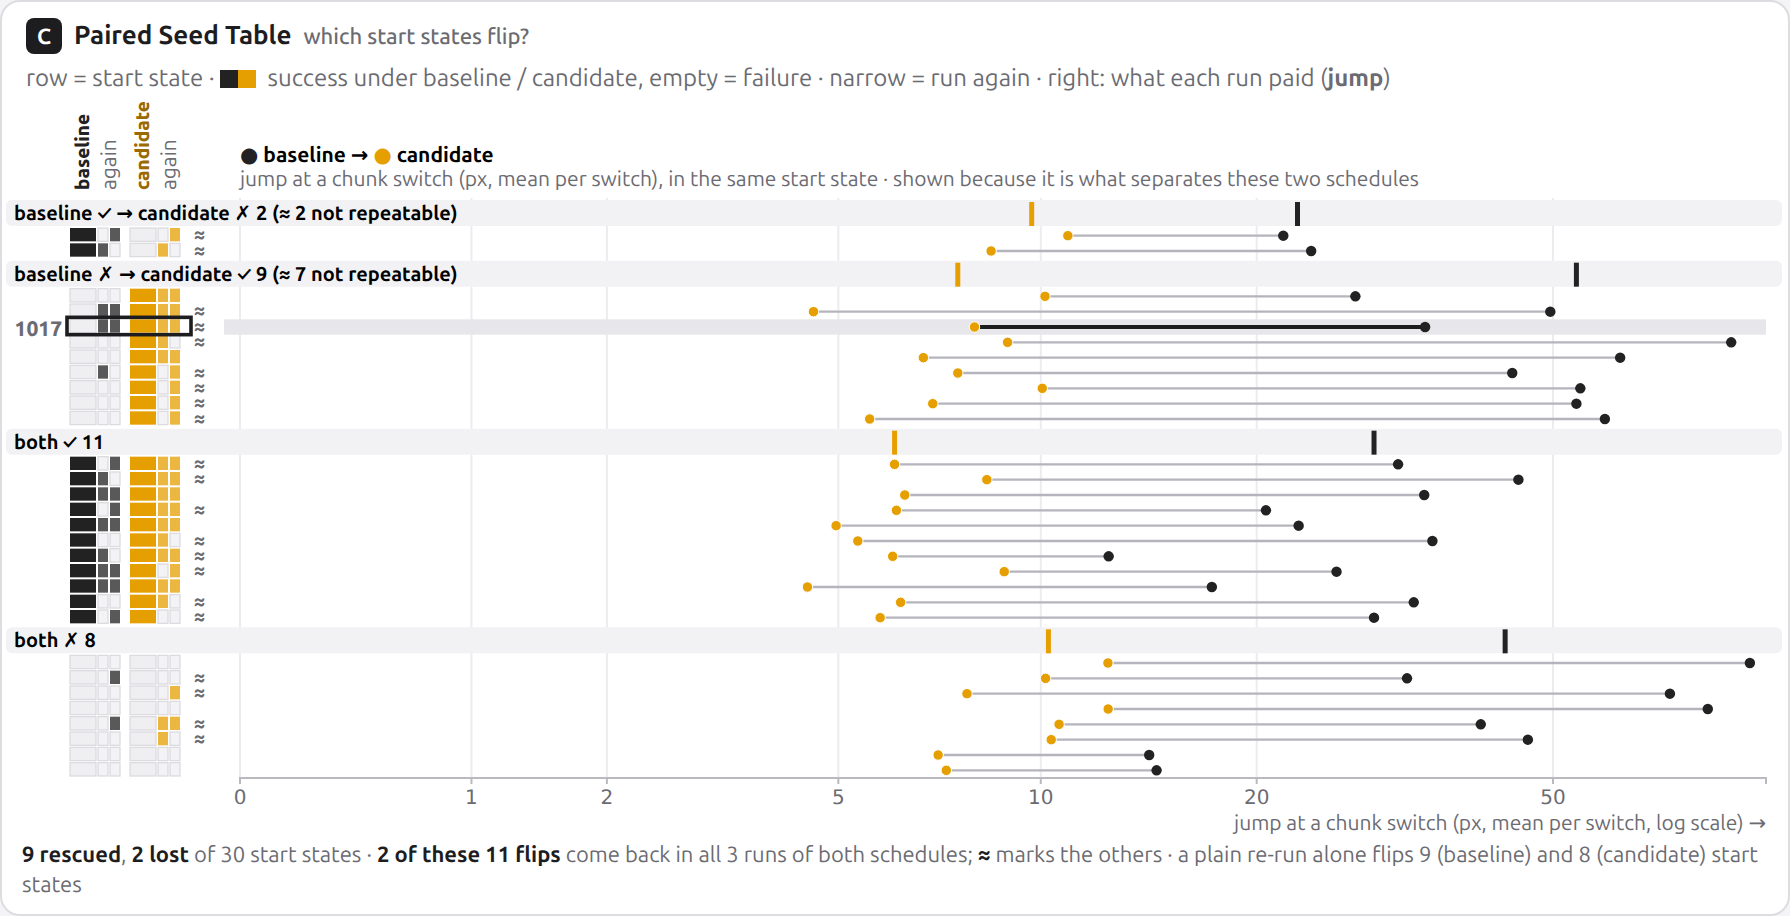 C Paired Seed Table which start states flip?
row = start state · success under baseline / candidate, empty = failure · narrow = run again · right: what each run paid (jump)
baseline again candidate again
● baseline → ● candidate
jump at a chunk switch (px, mean per switch), in the same start state · shown because it is what separates these two schedules
baseline ✓ → candidate ✗ 2 (≈ 2 not repeatable)
≈
≈
baseline ✗ → candidate ✓ 9 (≈ 7 not repeatable)
≈
1017 ≈
≈
≈
≈
≈
≈
both ✓ 11
≈
≈
≈
≈
≈
≈
≈
≈
both ✗ 8
≈
≈
≈
≈
0 1 2 5 10 20 50
jump at a chunk switch (px, mean per switch, log scale) →
9 rescued, 2 lost of 30 start states · 2 of these 11 flips come back in all 3 runs of both schedules; ≈ marks the others · a plain re-run alone flips 9 (baseline) and 8 (candidate) start
states